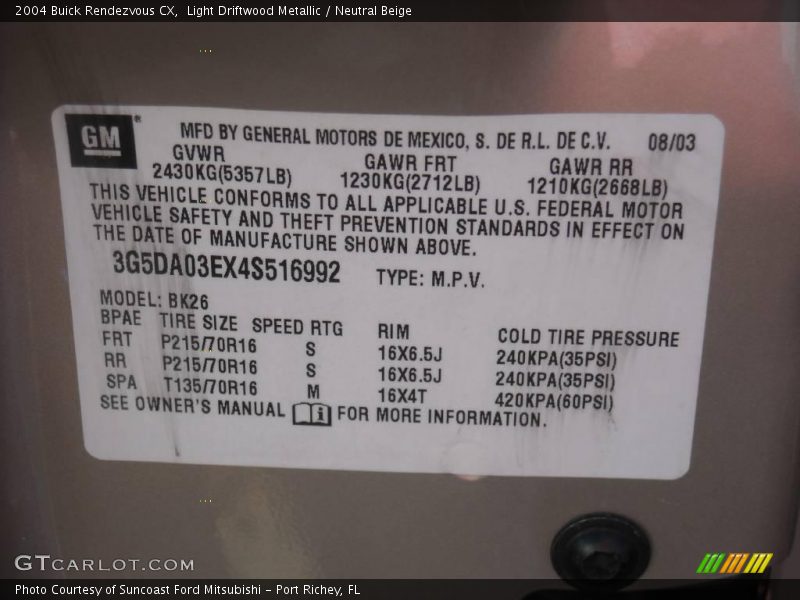 2004 Buick Rendezvous CX,  Light Driftwood Metallic / Neutral Beige
GM
MFD BY GENERAL MOTORS DE MEXICO, S. DE R.L. DE C.V. 08/03
GVWR GAWR FRT GAWR RR
2430KG(5357LB) 1230KG(2712LB) 1210KG(2668LB)
THIS VEHICLE CONFORMS TO ALL APPLICABLE U.S. FEDERAL MOTOR
VEHICLE SAFETY AND THEFT PREVENTION STANDARDS IN EFFECT ON
THE DATE OF MANUFACTURE SHOWN ABOVE.
3G5DA03EX4S516992 TYPE: M.P.V.
MODEL: BK26
BPAE TIRE SIZE SPEED RTG RIM COLD TIRE PRESSURE
FRT P215/70R16 S 16X6.5J 240KPA(35PSI)
RR P215/70R16 S 16X6.5J 240KPA(35PSI)
SPA T135/70R16 M 16X4T 420KPA(60PSI)
SEE OWNER'S MANUAL i FOR MORE INFORMATION.
GTCARLOT.COM
Photo Courtesy of Suncoast Ford Mitsubishi - Port Richey, FL